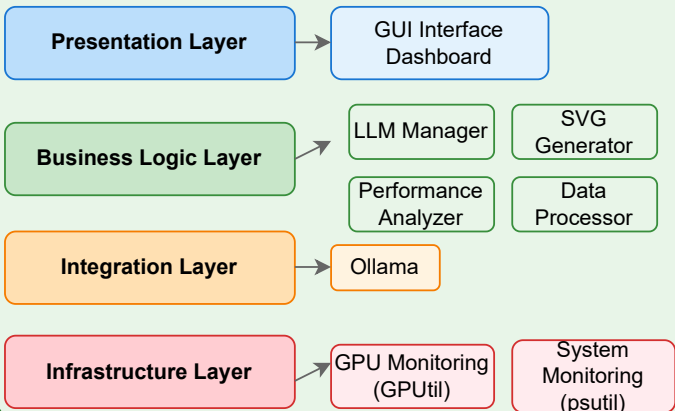 Presentation Layer
GUI Interface
Dashboard
Business Logic Layer
LLM Manager
SVG
Generator
Performance
Analyzer
Data
Processor
Integration Layer
Ollama
Infrastructure Layer
GPU Monitoring
(GPUtil)
System
Monitoring
(psutil)